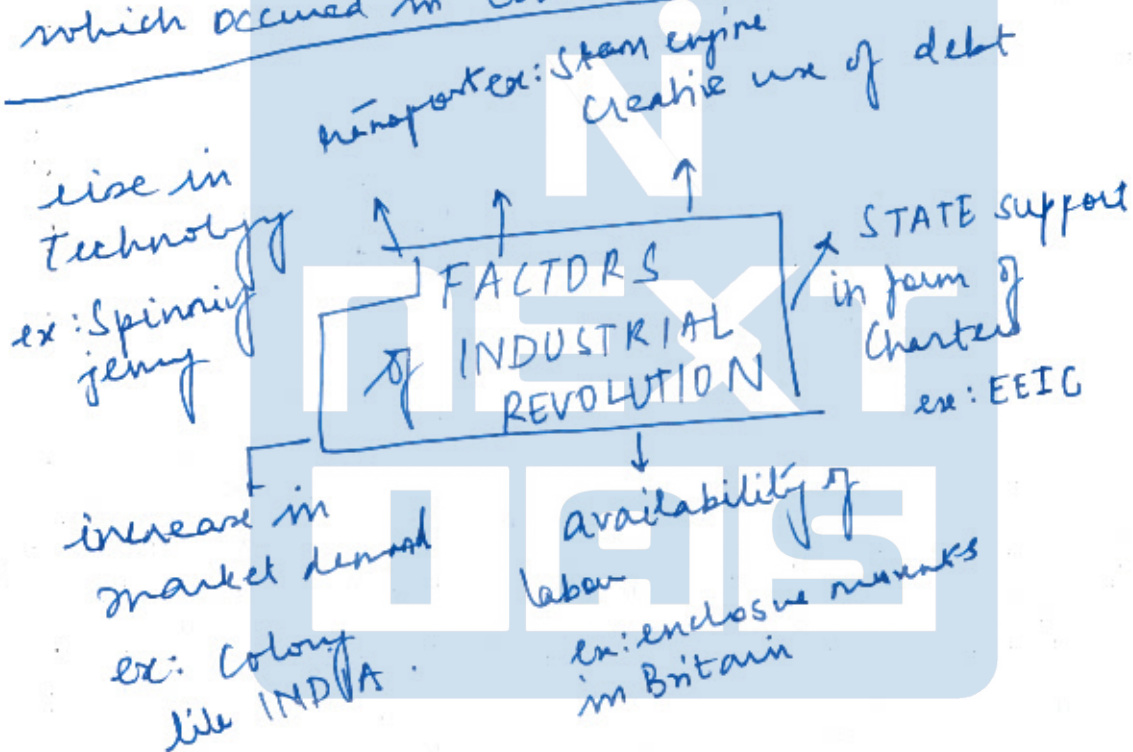 which occured in
transport ex: Steam engine
Creative use of debt
rise in
technology
ex: Spinning
jenny
FACTORS
of INDUSTRIAL
REVOLUTION
STATE support
in form of
Charters
ex: EEIC
increase in
market demand
ex: Colony
like INDIA.
availability of
labour
ex: enclosure
in Britain
NEXT
IAS